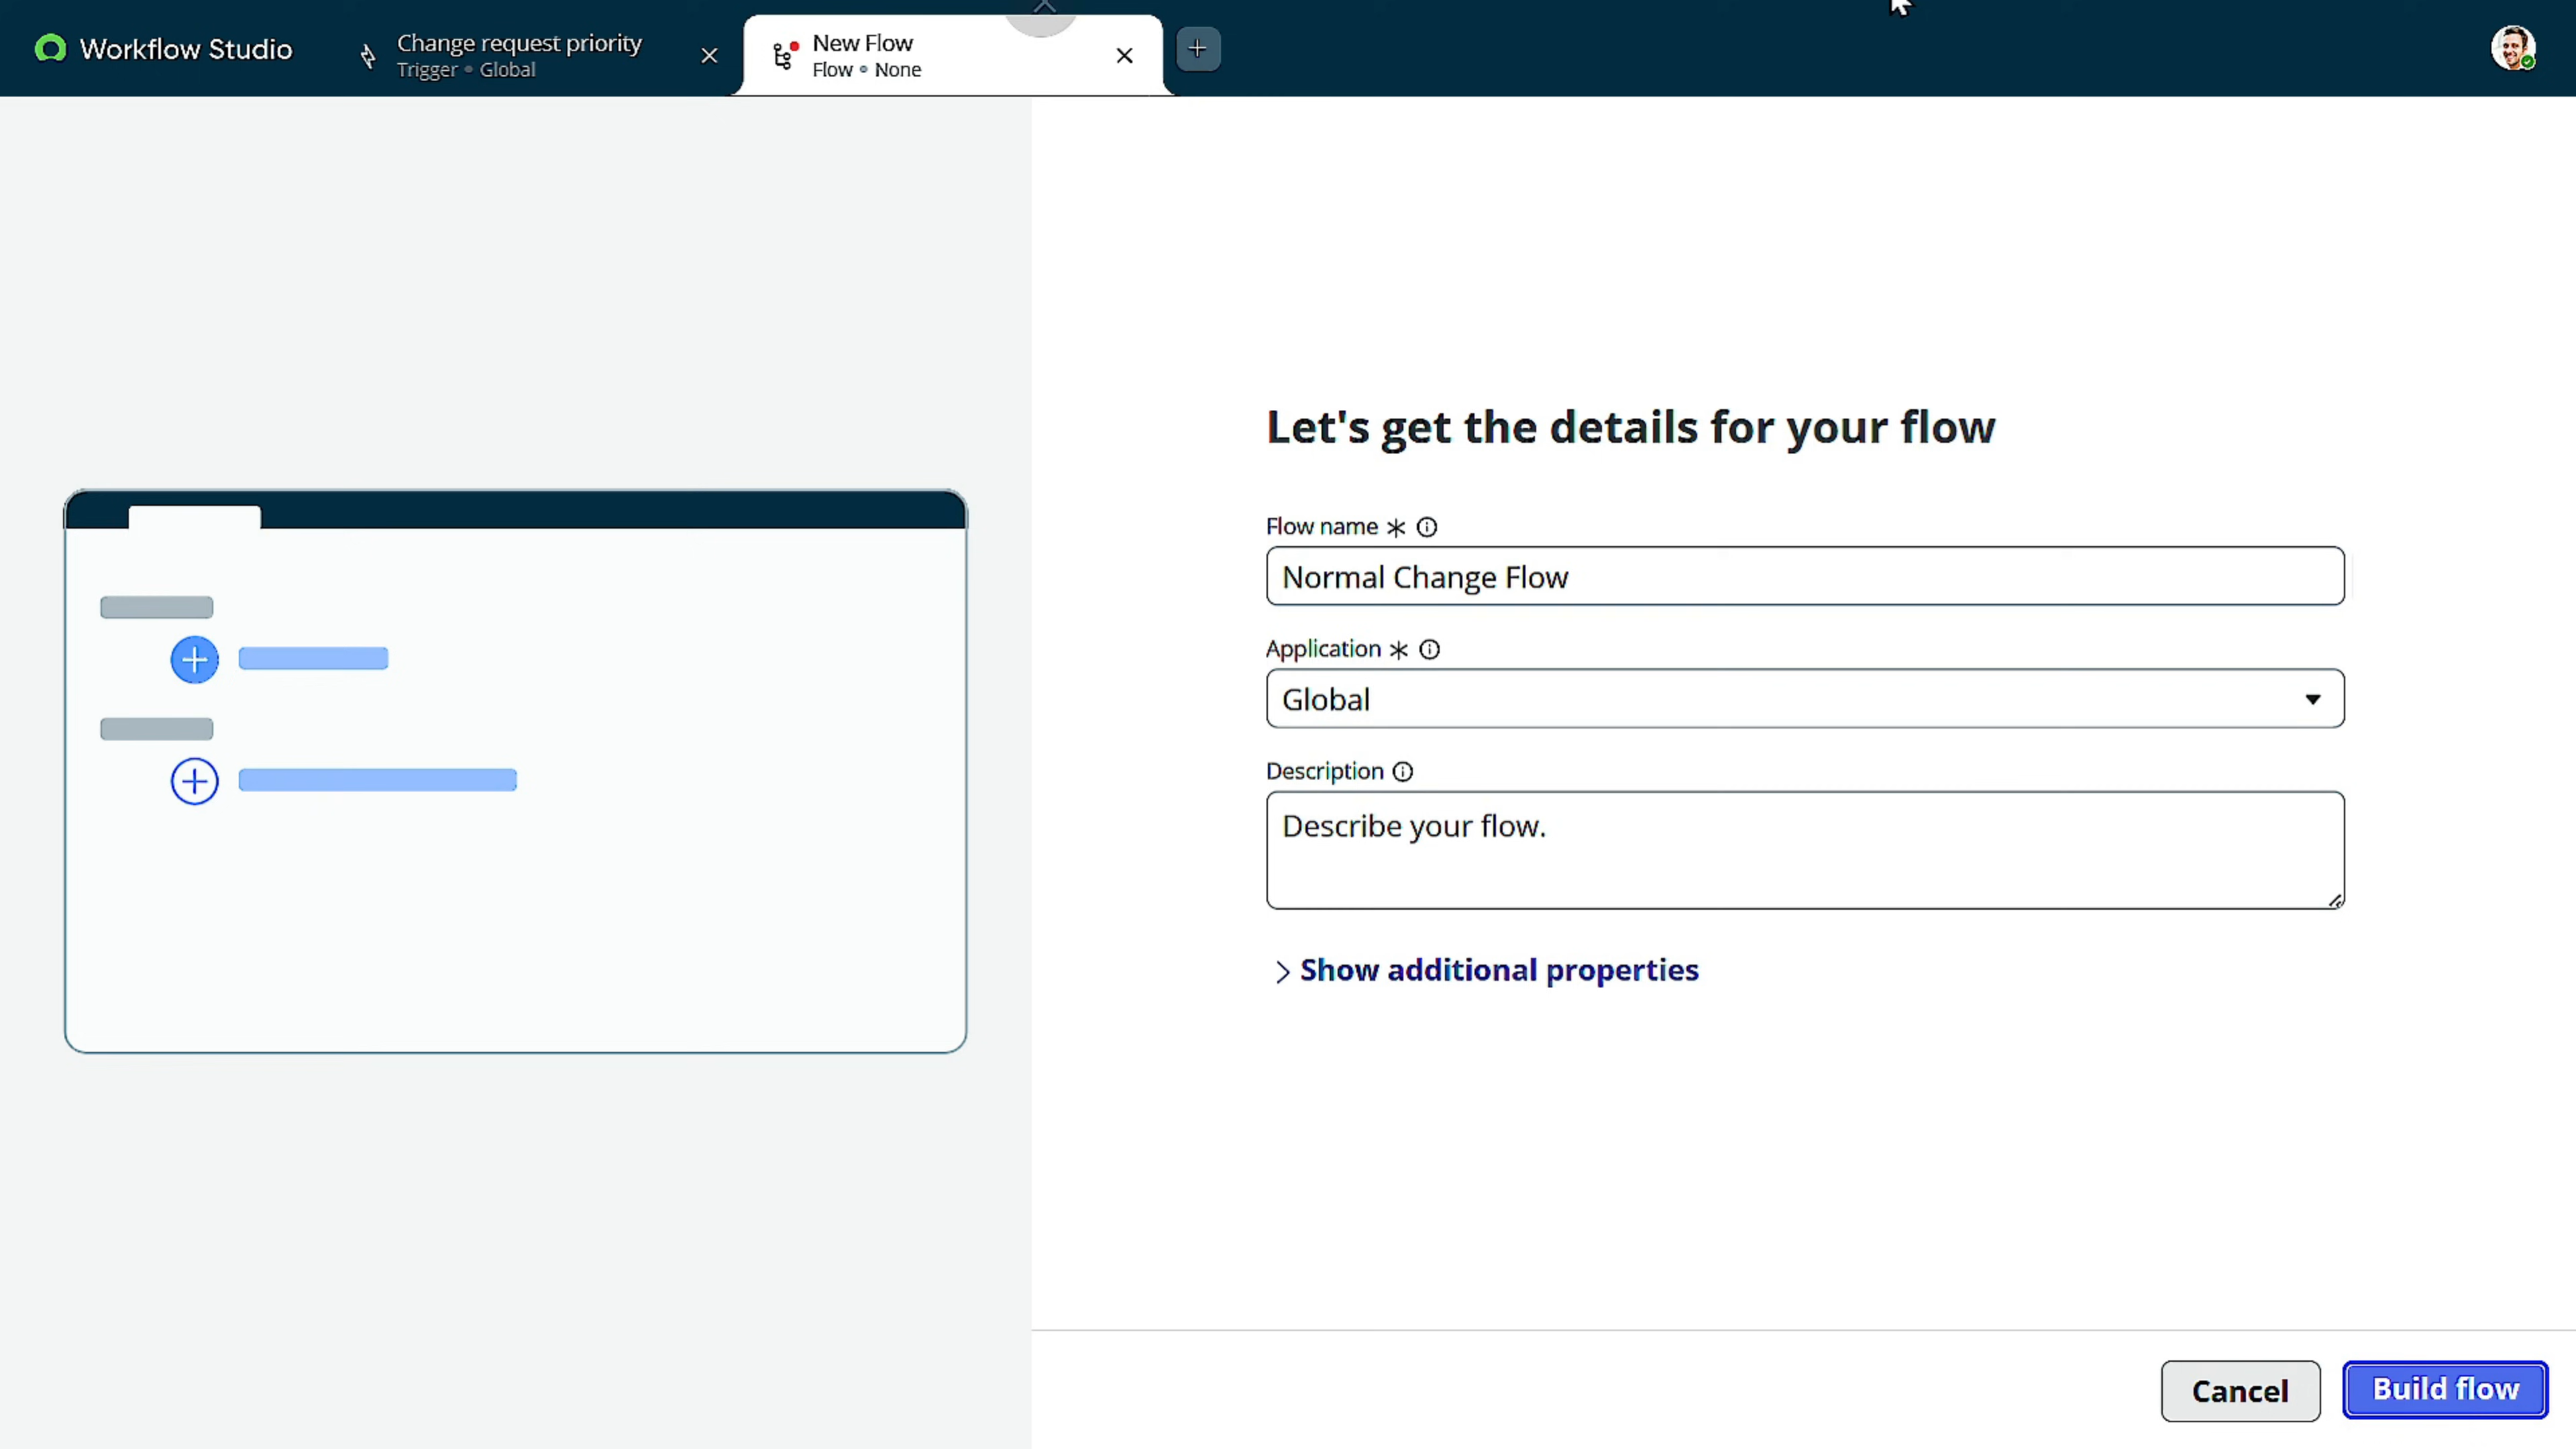 Workflow Studio
Change request priority
Trigger • Global
New Flow
Flow • None
Let's get the details for your flow
Flow name *
Normal Change Flow
Application *
Global
Description
Describe your flow.
Show additional properties
Cancel
Build flow